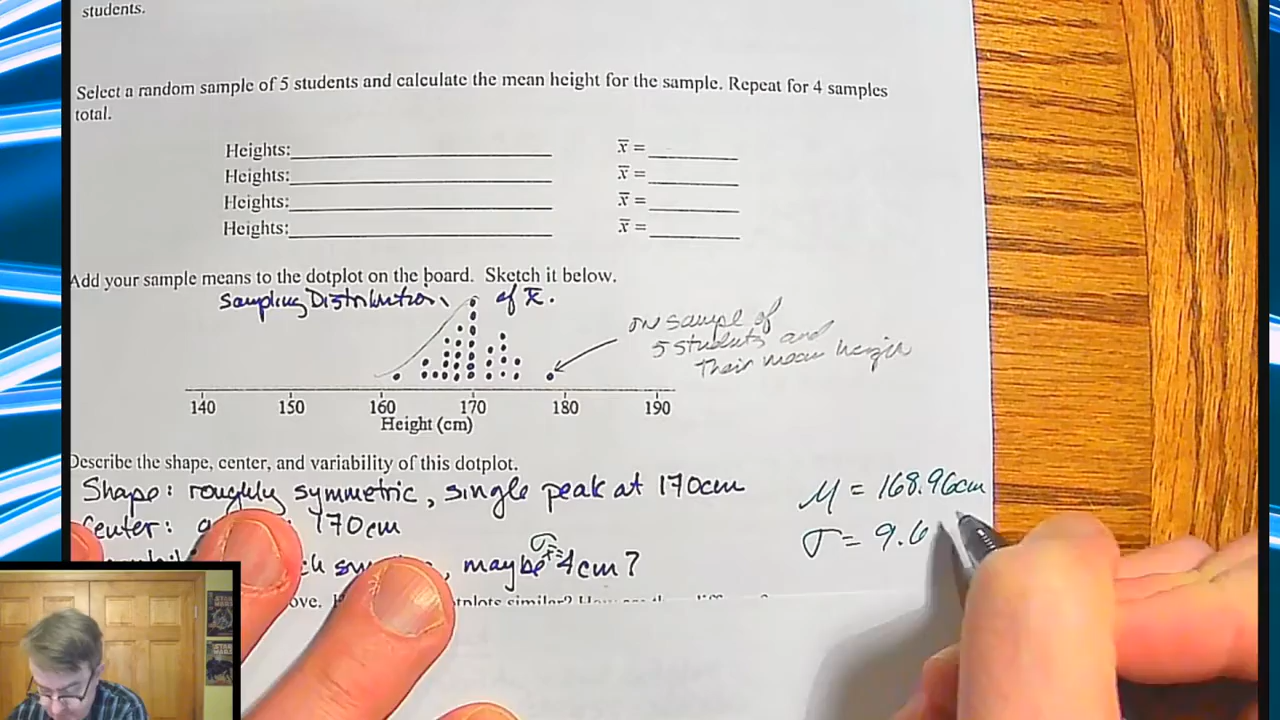 students.
Select a random sample of 5 students and calculate the mean height for the sample. Repeat for 4 samples
total.
Heights: x̅ =
Heights: x̅ =
Heights: x̅ =
Heights: x̅ =
Add your sample means to the dotplot on the board. Sketch it below.
Sampling Distribution of x̅.
on sample of
5 students and
their mean height
140 150 160 170 180 190
Height (cm)
Describe the shape, center, and variability of this dotplot.
Shape: roughly symmetric, single peak at 170cm
μ = 168.96cm
Center: 170cm
σ = 9.6
maybe 4cm?